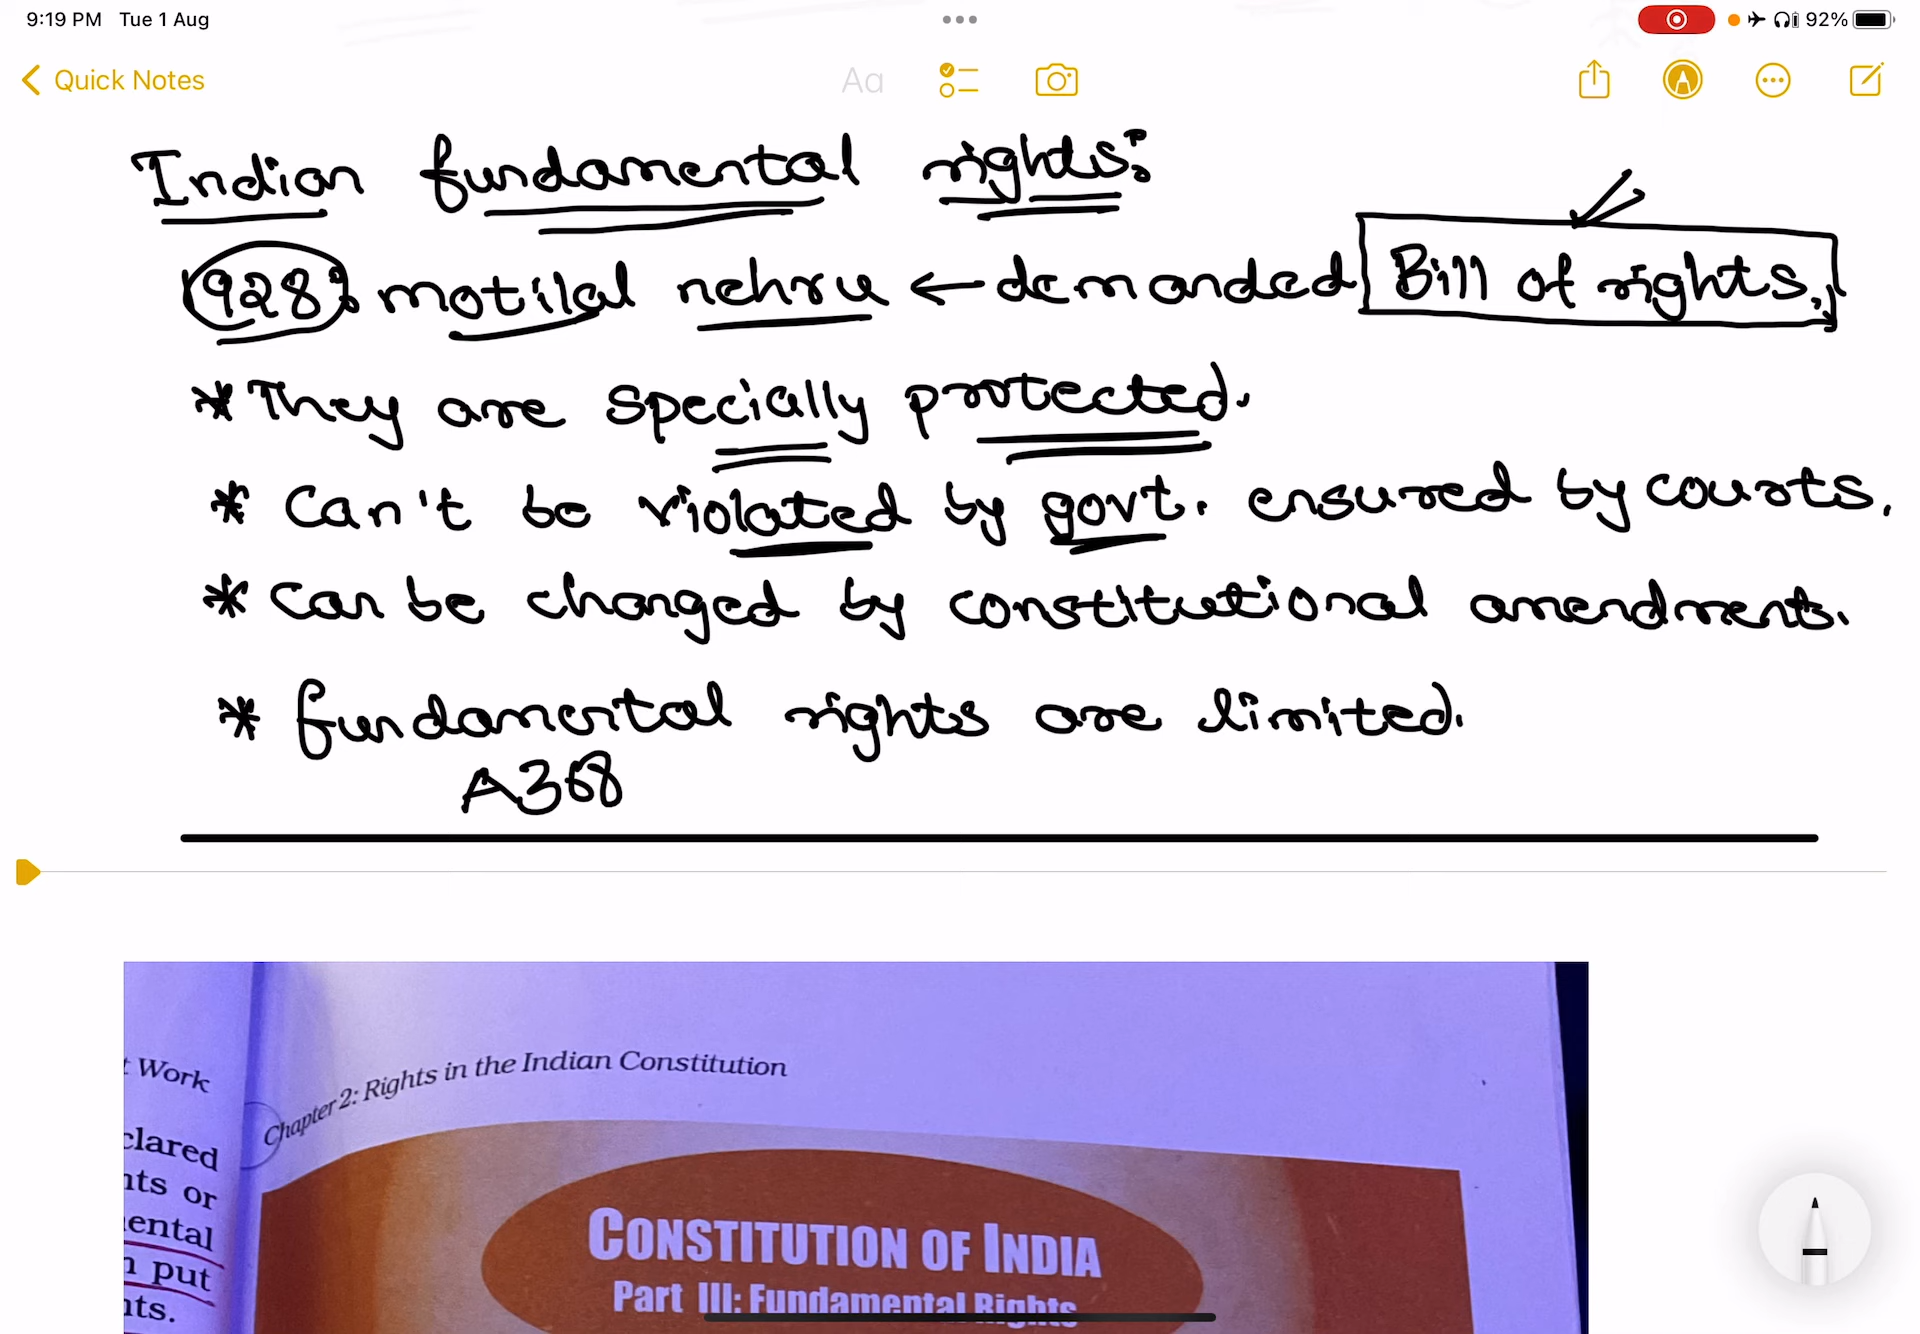 9:19 PM Tue 1 Aug
92%
Quick Notes
Aa
Indian fundamental rights:
1928: motilal nehru ← demanded Bill of rights.
* They are specially protected.
* Can't be violated by govt. ensured by courts.
* Can be changed by constitutional amendments.
* fundamental rights are limited.
A368
Work
clared
nts or
ental
put
nts.
Chapter 2: Rights in the Indian Constitution
CONSTITUTION OF INDIA
Part III: Fundamental Rights